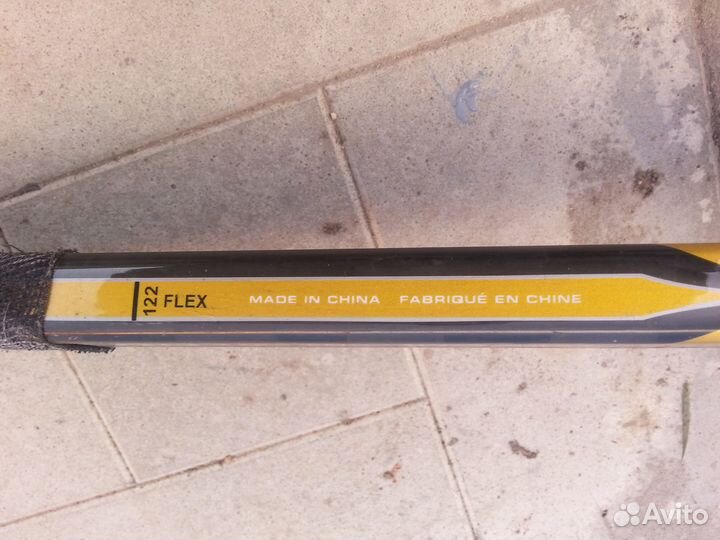 122 FLEX MADE IN CHINA FABRIQUÉ EN CHINE
Avito